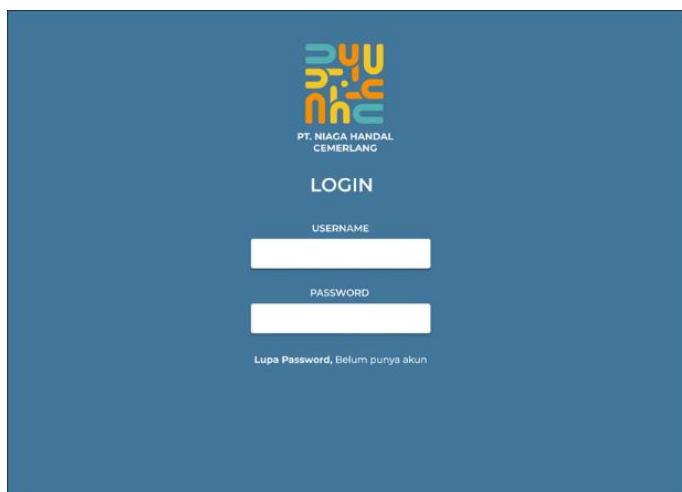 PT. NIAGA HANDAL
CEMERLANG
LOGIN
USERNAME
PASSWORD
Lupa Password, Belum punya akun